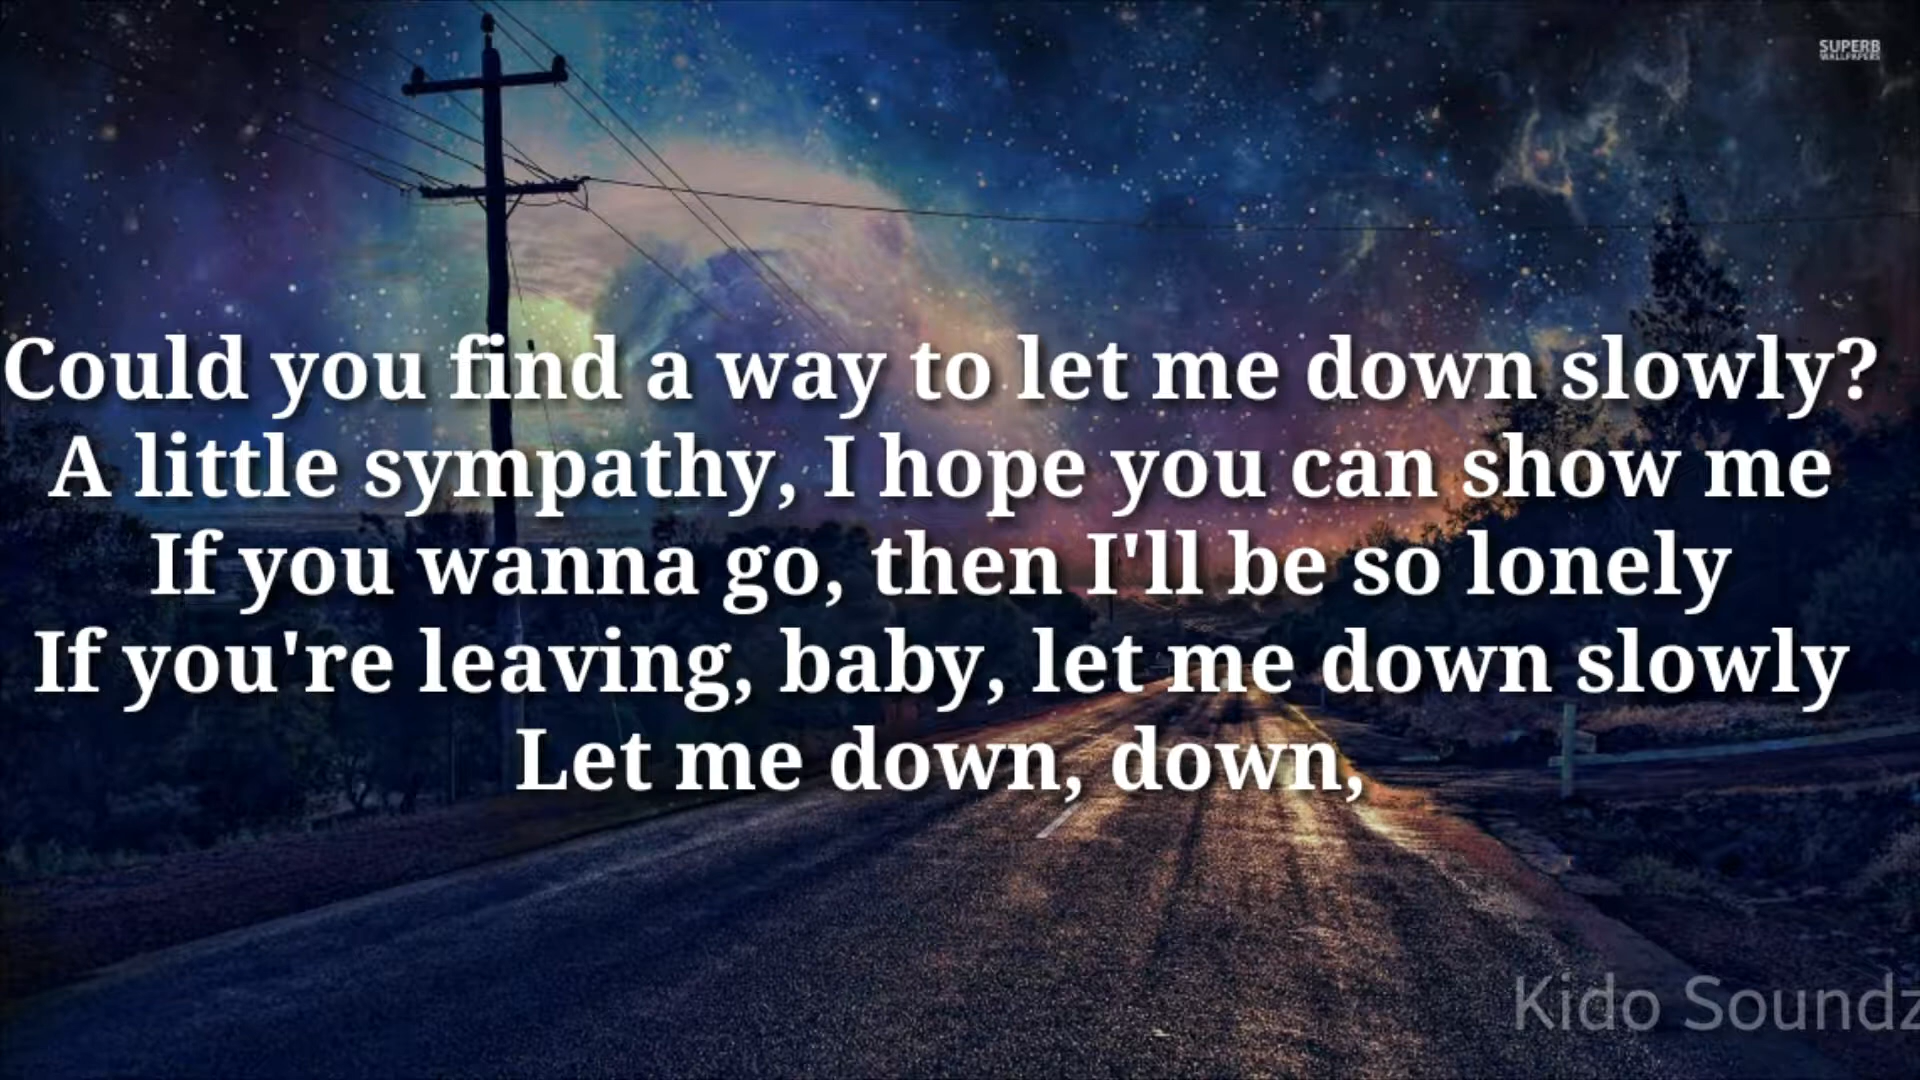 SUPERB
WALLPAPERS
Could you find a way to let me down slowly?
A little sympathy, I hope you can show me
If you wanna go, then I'll be so lonely
If you're leaving, baby, let me down slowly
Let me down, down,
Kido Soundz